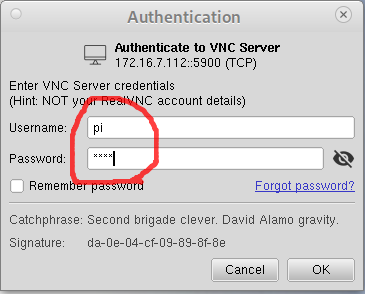 Authentication
Authenticate to VNC Server
172.16.7.112::5900 (TCP)
Enter VNC Server credentials
(Hint: NOT your RealVNC account details)
Username: pi
Password: ****
Remember password Forgot password?
Catchphrase: Second brigade clever. David Alamo gravity.
Signature: da-0e-04-cf-09-89-8f-8e
Cancel OK